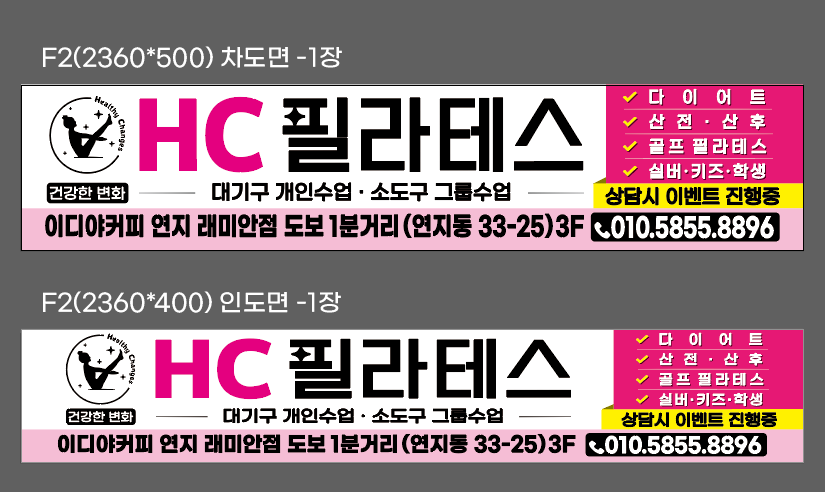 F2(2360*500) 차도면 -1장
Healthy Changes
건강한 변화
HC 필라테스
대기구 개인수업 · 소도구 그룹수업
다 이 어 트
산 전 · 산 후
골프 필라테스
실버·키즈·학생
상담시 이벤트 진행중
이디야커피 연지 래미안점 도보 1분거리 (연지동 33-25)3F
010.5855.8896
F2(2360*400) 인도면 -1장
Healthy Changes
건강한 변화
HC 필라테스
대기구 개인수업 · 소도구 그룹수업
다 이 어 트
산 전 · 산 후
골프 필라테스
실버·키즈·학생
상담시 이벤트 진행중
이디야커피 연지 래미안점 도보 1분거리 (연지동 33-25)3F
010.5855.8896